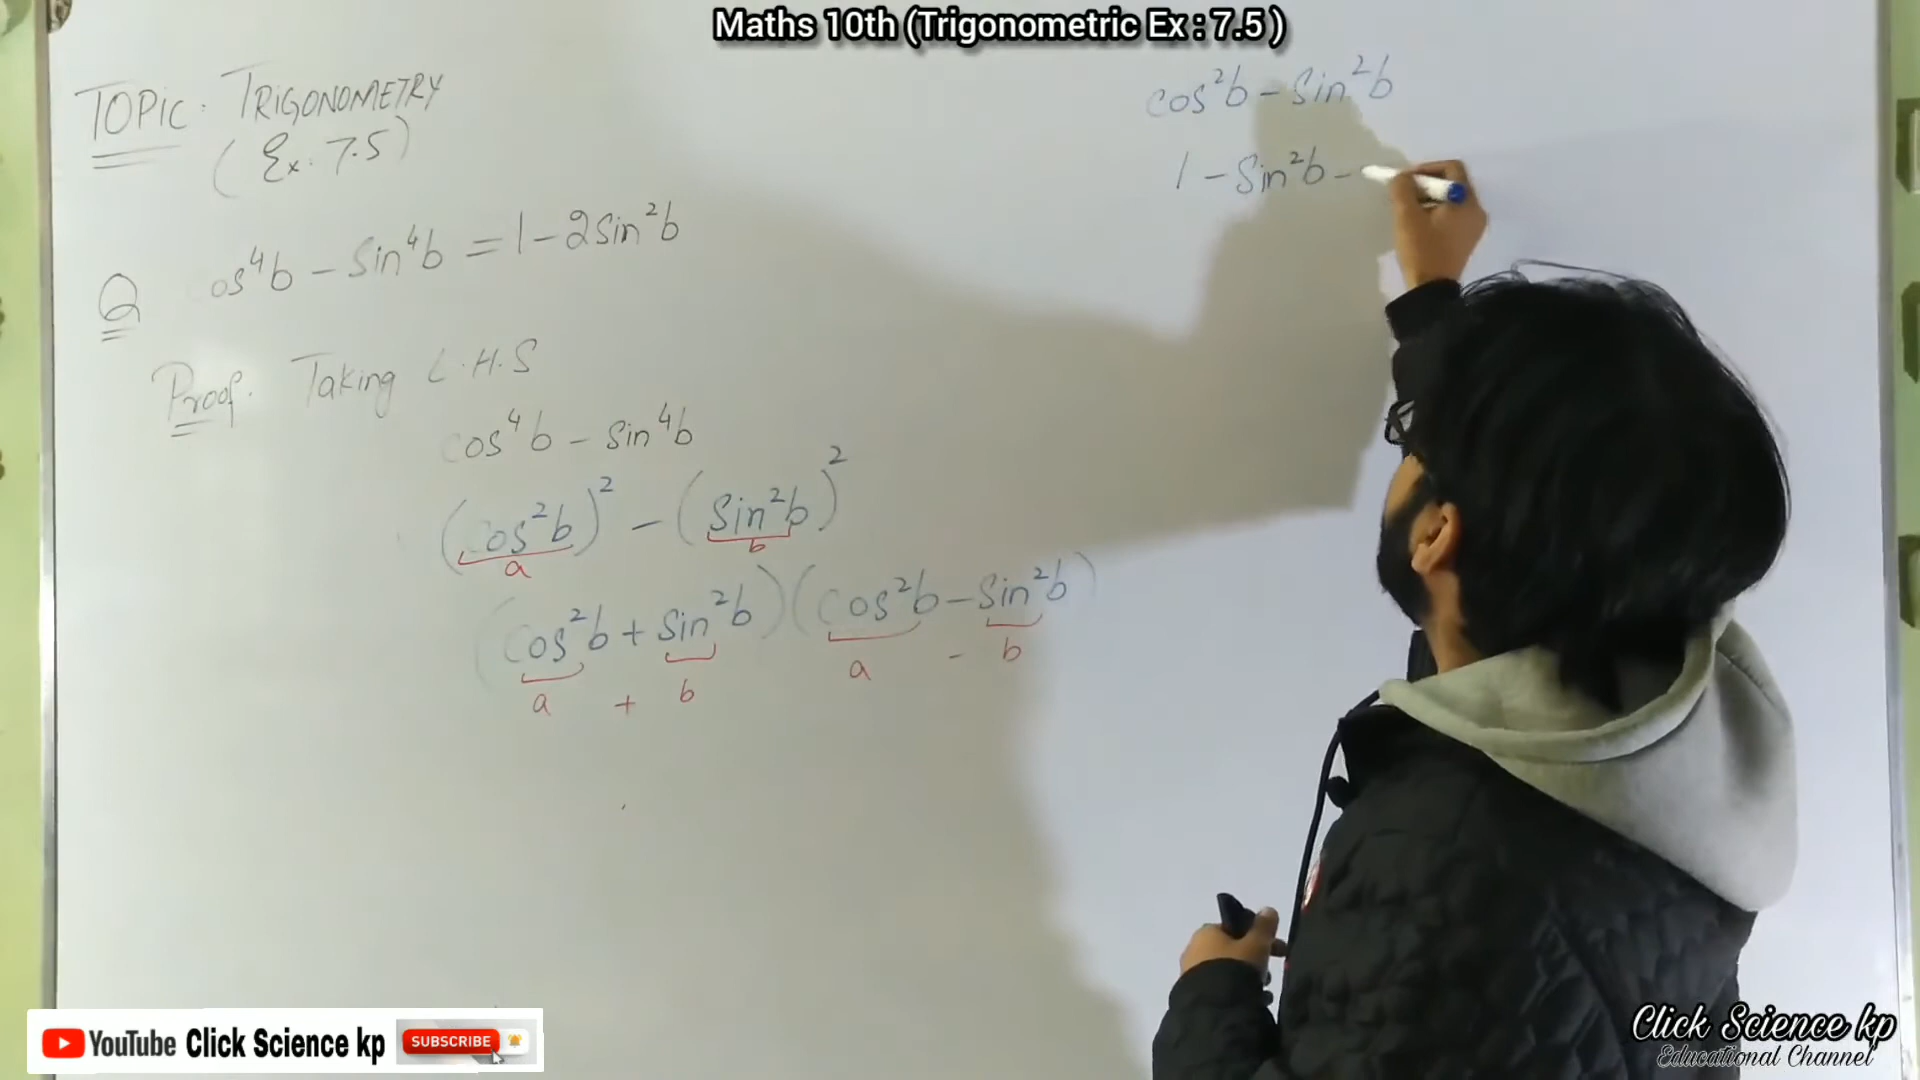 Maths 10th (Trigonometric Ex : 7.5 )
TOPIC : TRIGONOMETRY
( Ex. 7.5 )
Q os⁴b - Sin⁴b = 1 - 2Sin²b
Proof. Taking L.H.S
cos⁴b - sin⁴b
(cos²b)² - (Sin²b)²
a b
(cos²b + sin²b)(cos²b - sin²b)
a + b a - b
cos²b - Sin²b
1 - Sin²b -
YouTube Click Science kp SUBSCRIBE
Click Science kp
Educational Channel